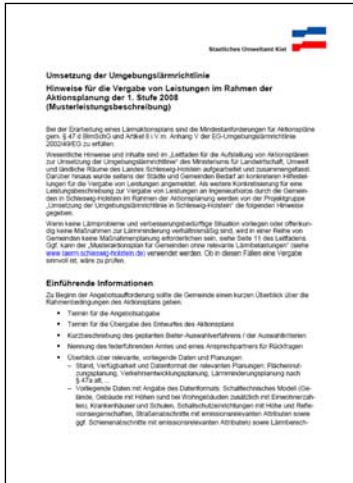 Staatliches Umweltamt Kiel
Umsetzung der Umgebungslärmrichtlinie
Hinweise für die Vergabe von Leistungen im Rahmen der
Aktionsplanung der 1. Stufe 2008
(Musterleistungsbeschreibung)
Bei der Erarbeitung eines Lärmaktionsplans sind die Mindestanforderungen für Aktionspläne
gem. § 47 d BImSchG und Artikel 8 i.V.m. Anhang V der EG-Umgebungslärmrichtlinie
2002/49/EG zu erfüllen.
Wesentliche Hinweise und Inhalte sind im „Leitfaden für die Aufstellung von Aktionsplänen
zur Umsetzung der Umgebungslärmrichtlinie" des Ministeriums für Landwirtschaft, Umwelt
und ländliche Räume des Landes Schleswig-Holstein aufgearbeitet und zusammengefasst.
Darüber hinaus wurde seitens der Städte und Gemeinden Bedarf an konkreteren Hilfestel-
lungen für die Vergabe von Leistungen angemeldet. Als weitere Konkretisierung für eine
Leistungsbeschreibung zur Vergabe von Leistungen an Ingenieurbüros durch die Gemein-
den in Schleswig-Holstein im Rahmen der Aktionsplanung werden von der Projektgruppe
„Umsetzung der Umgebungslärmrichtlinie in Schleswig-Holstein" die folgenden Hinweise
gegeben.
Wenn keine Lärmprobleme und verbesserungsbedürftige Situation vorliegen oder offenkun-
dig keine Maßnahmen zur Lärmminderung verhältnismäßig sind, wird in einer Reihe von
Gemeinden keine Maßnahmenplanung erforderlich sein, siehe Seite 11 des Leitfadens.
Ggf. kann der „Musteraktionsplan für Gemeinden ohne relevante Lärmbelastungen" (siehe
www.laerm.schleswig-holstein.de) verwendet werden. Ob in diesen Fällen eine Vergabe
sinnvoll ist, wäre zu prüfen.
Einführende Informationen
Zu Beginn der Angebotsaufforderung sollte die Gemeinde einen kurzen Überblick über die
Rahmenbedingungen des Aktionsplans geben:
▪ Termin für die Angebotsabgabe
▪ Termin für die Übergabe des Entwurfes des Aktionsplans
▪ Kurzbeschreibung des geplanten Bieter-Auswahlverfahrens / der Auswahlkriterien
▪ Nennung des federführenden Amtes und eines Ansprechpartners für Rückfragen
▪ Überblick über relevante, vorliegende Daten und Planungen
– Stand, Verfügbarkeit und Datenformat der relevanten Planungen: Flächennut-
zungsplanung, Verkehrsentwicklungsplanung, Lärmminderungsplanung nach
§ 47a alt, ...
– Vorliegende Daten mit Angabe des Datenformats: Schalltechnisches Modell (Ge-
lände, Gebäude mit Höhen (und bei Wohngebäuden zusätzlich mit Einwohnerzah-
len), Krankenhäuser und Schulen, Schallschutzeinrichtungen mit Höhe und Refle-
xionseigenschaften, Straßenabschnitte mit emissionsrelevanten Attributen sowie
ggf. Schienenabschnitte mit emissionsrelevanten Attributen) sowie Lärmbereich-